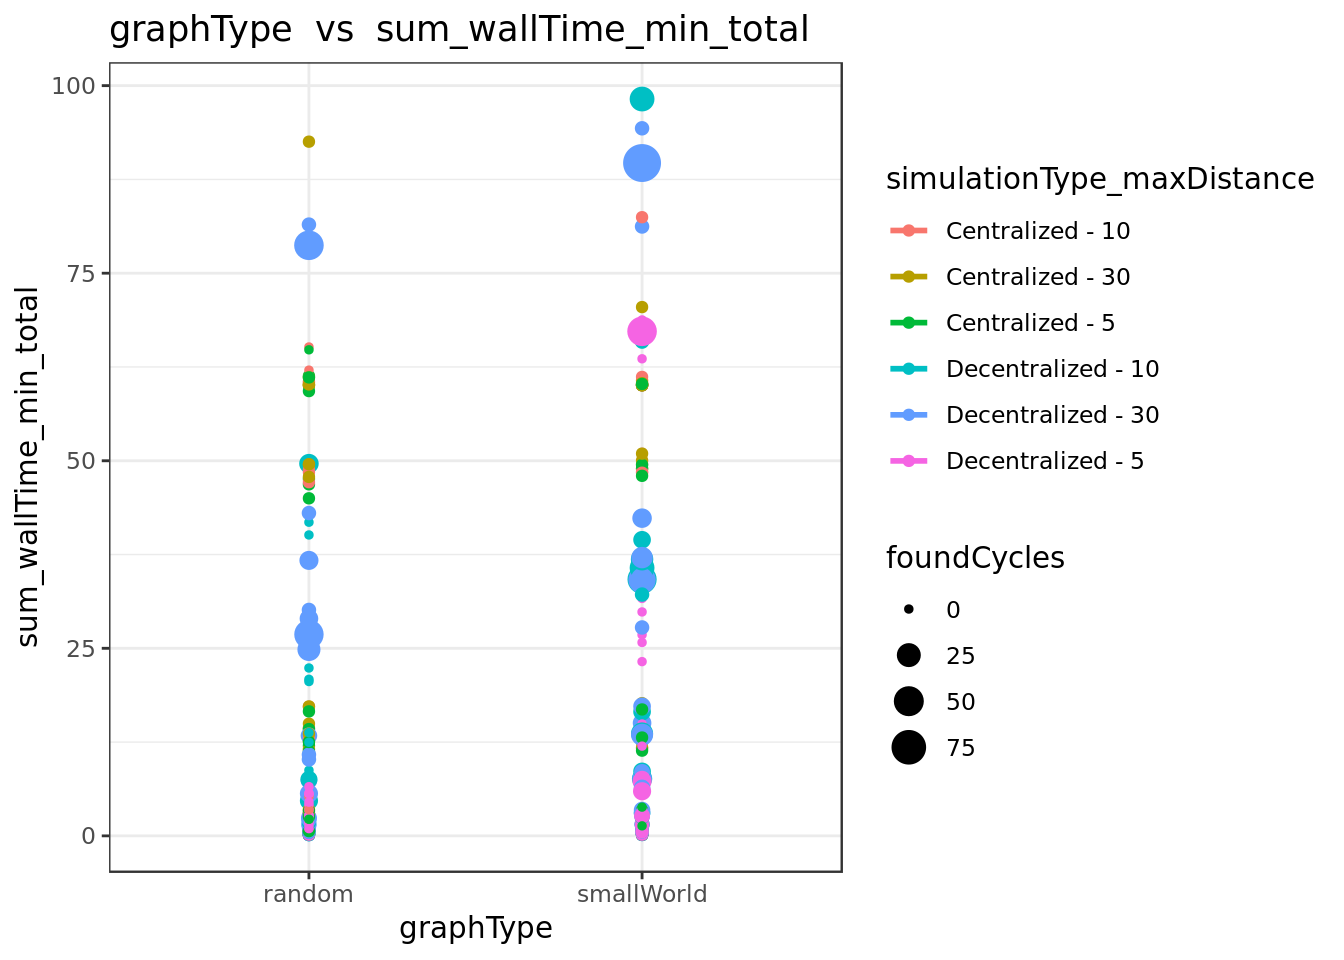 graphType  vs  sum_wallTime_min_total
sum_wallTime_min_total
100
75
50
25
0
random
smallWorld
graphType
simulationType_maxDistance
Centralized - 10
Centralized - 30
Centralized - 5
Decentralized - 10
Decentralized - 30
Decentralized - 5
foundCycles
0
25
50
75